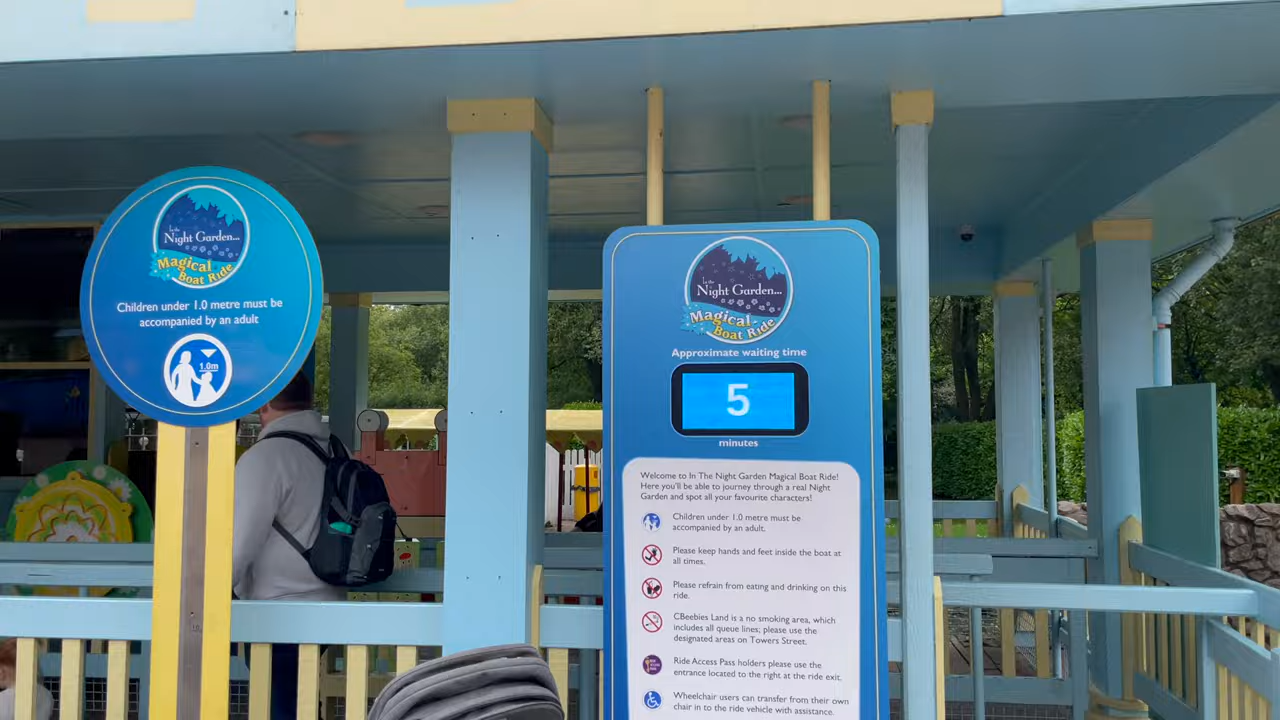 In the
Night Garden...
Magical
Boat Ride
Children under 1.0 metre must be
accompanied by an adult
1.0m
In the
Night Garden...
Magical
Boat Ride
Approximate waiting time
5
minutes
Welcome to In The Night Garden Magical Boat Ride!
Here you'll be able to journey through a real Night
Garden and spot all your favourite characters!
Children under 1.0 metre must be
accompanied by an adult.
Please keep hands and feet inside the boat at
all times.
Please refrain from eating and drinking on this
ride.
CBeebies Land is a no smoking area, which
includes all queue lines; please use the
designated areas on Towers Street.
Ride Access Pass holders please use the
entrance located to the right at the ride exit.
Wheelchair users can transfer from their own
chair in to the ride vehicle with assistance.